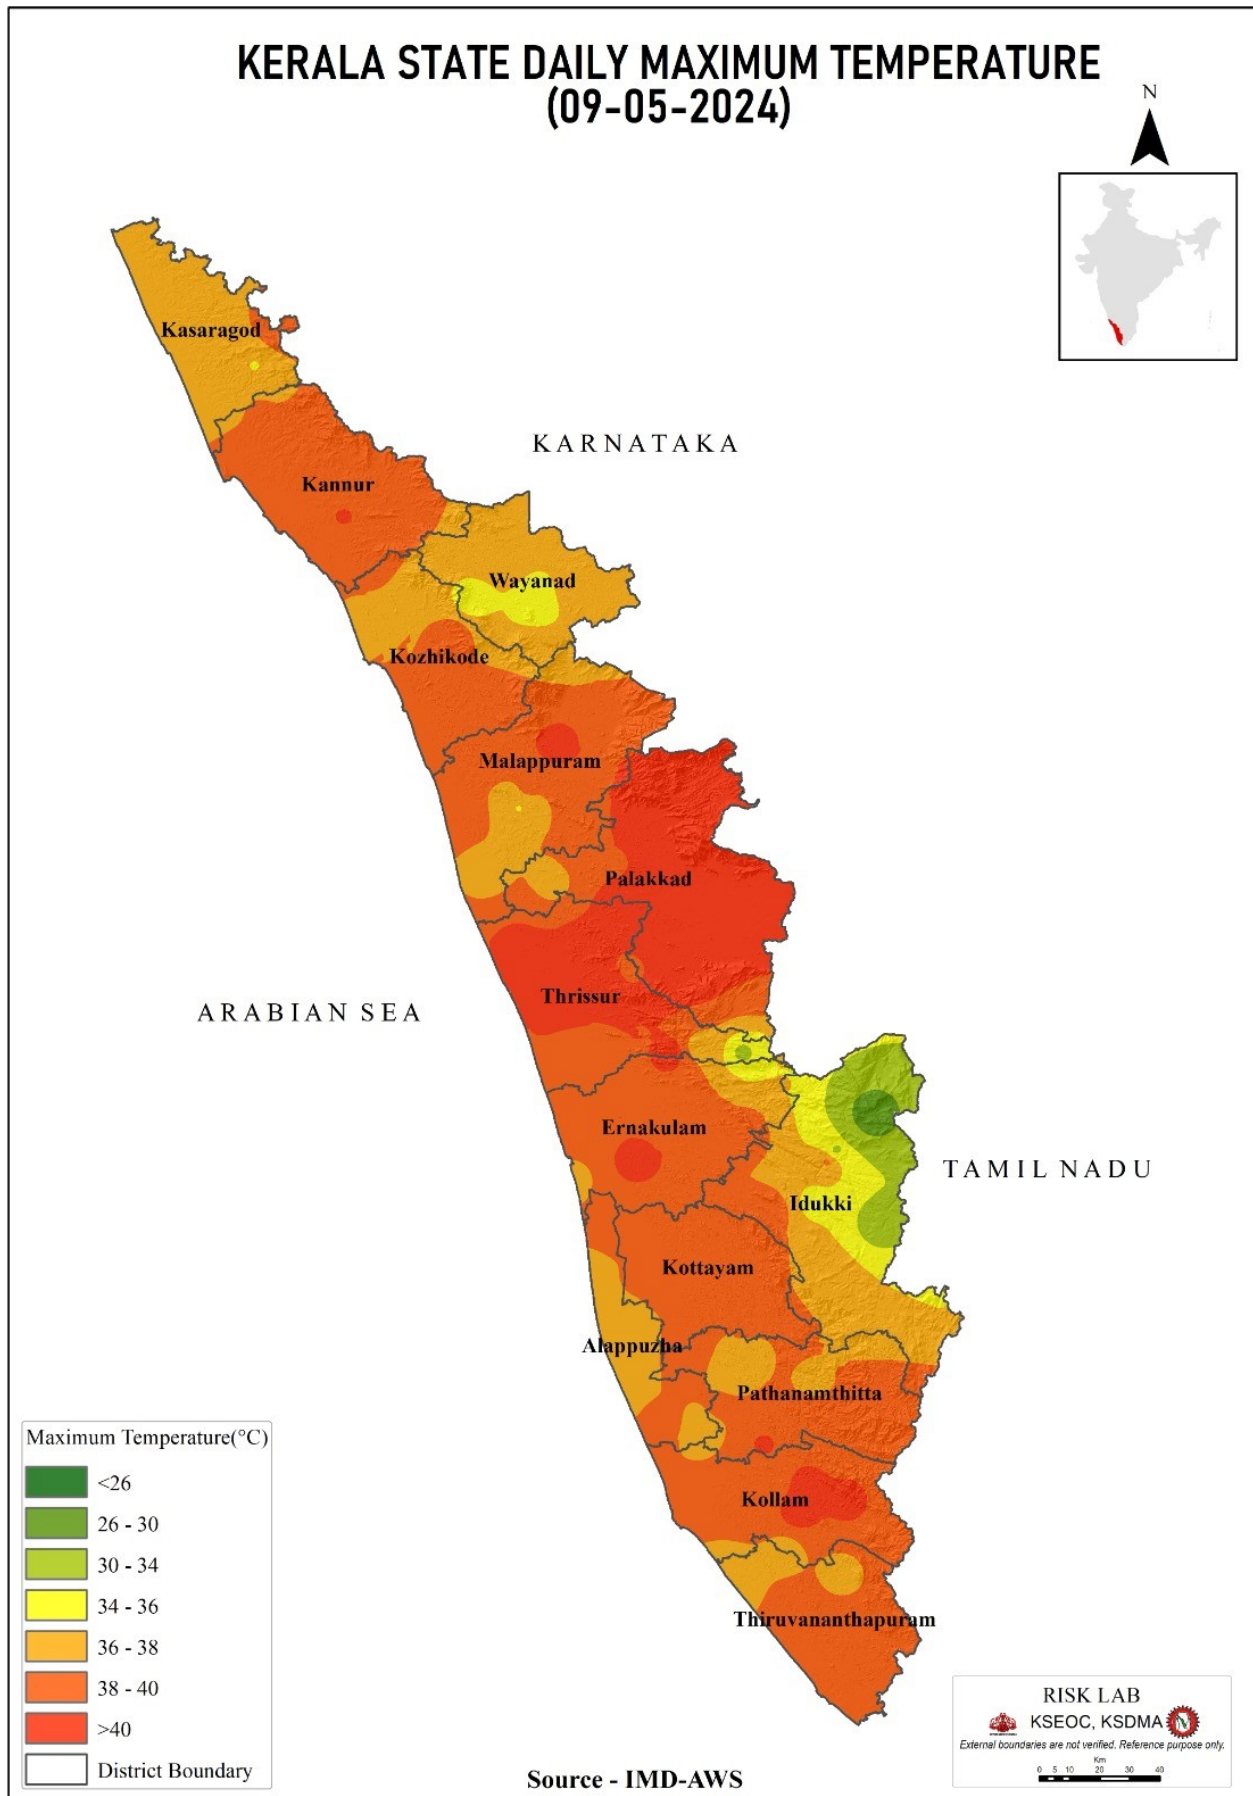 KERALA STATE DAILY MAXIMUM TEMPERATURE
(09-05-2024)
N
Kasaragod
KARNATAKA
Kannur
Wayanad
Kozhikode
Malappuram
Palakkad
Thrissur
ARABIAN SEA
Ernakulam
TAMIL NADU
Idukki
Kottayam
Alappuzha
Pathanamthitta
Kollam
Thiruvananthapuram
Maximum Temperature(°C)
<26
26 - 30
30 - 34
34 - 36
36 - 38
38 - 40
>40
District Boundary
RISK LAB
KSEOC, KSDMA
External boundaries are not verified. Reference purpose only.
Km
0 5 10 20 30 40
Source - IMD-AWS